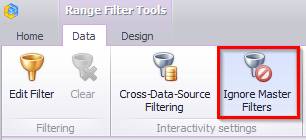 Range Filter Tools
Home
Data
Design
Edit Filter
Clear
Cross-Data-Source
Filtering
Ignore Master
Filters
Filtering
Interactivity settings